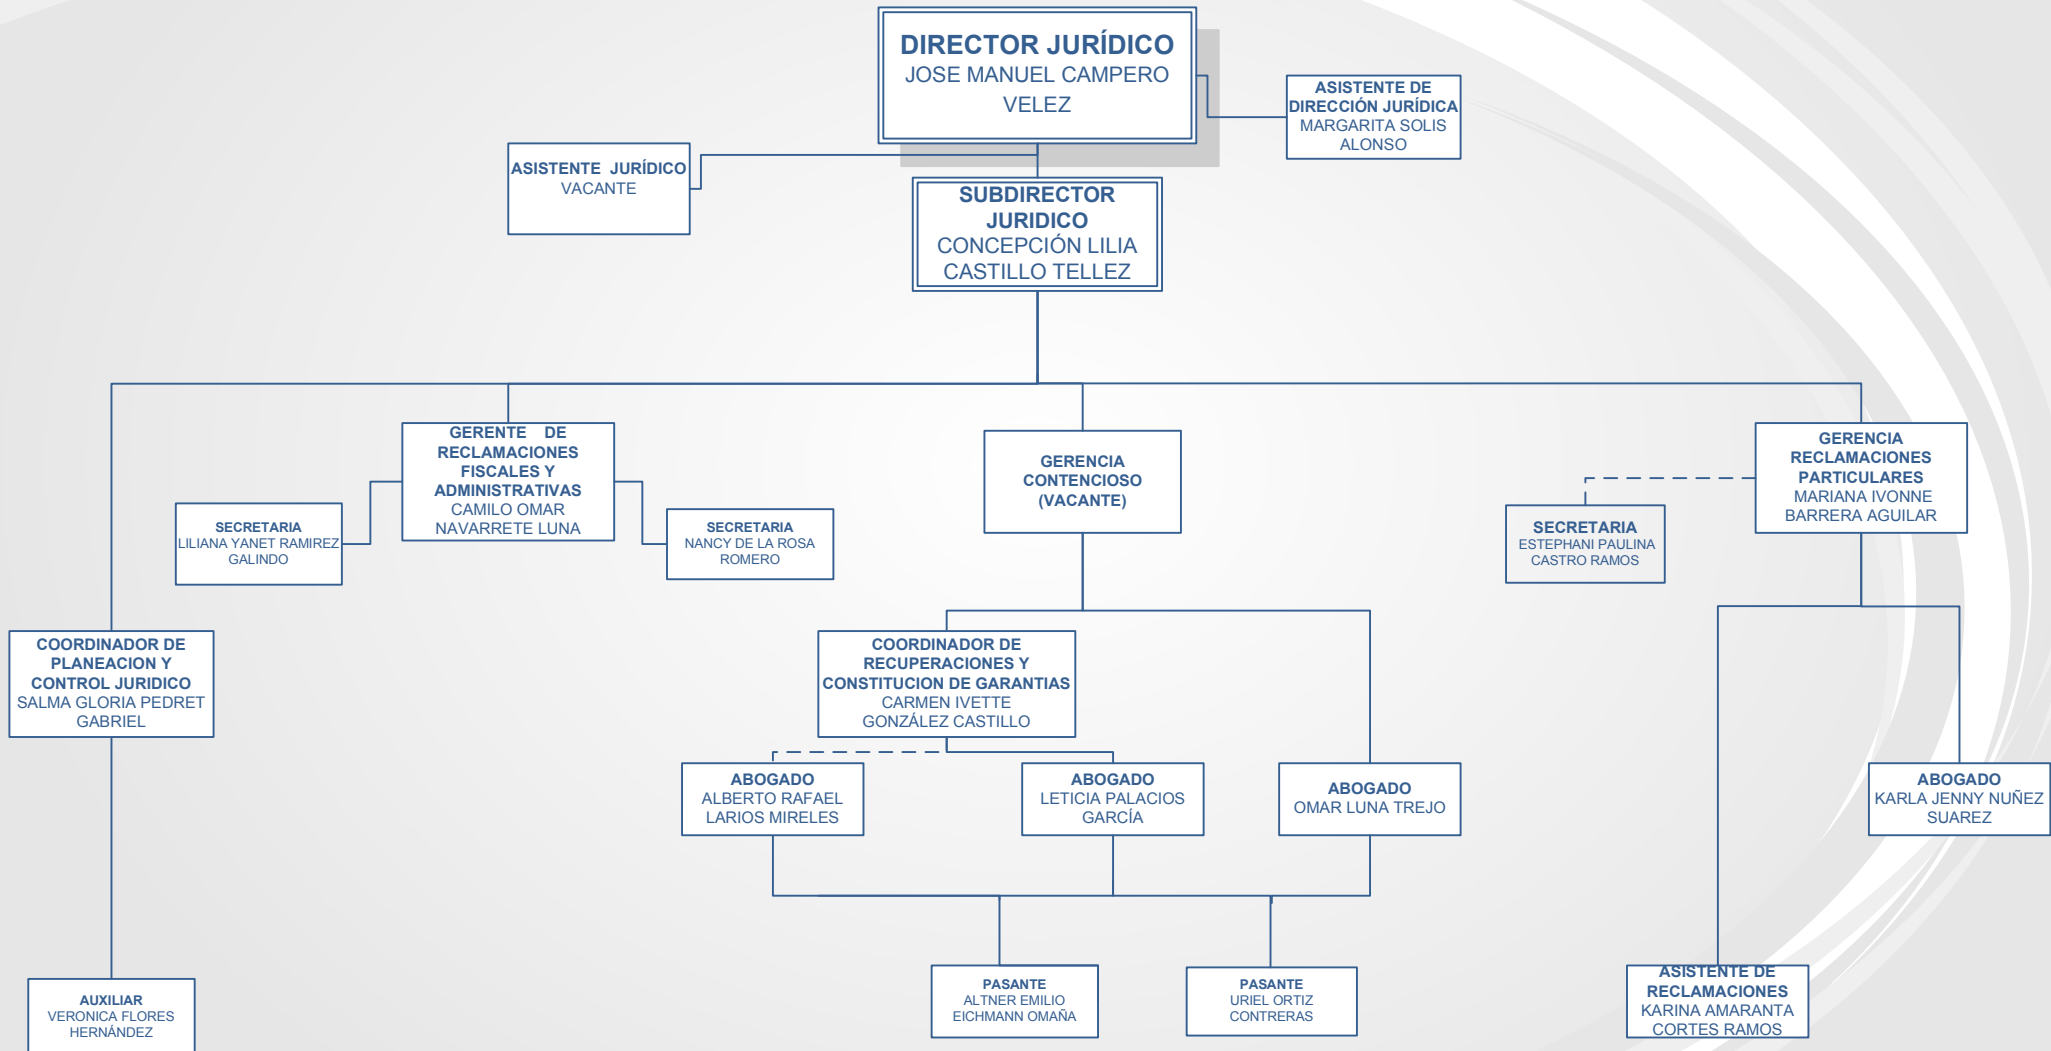 DIRECTOR JURÍDICO
JOSE MANUEL CAMPERO
VELEZ
ASISTENTE DE
DIRECCIÓN JURÍDICA
MARGARITA SOLIS
ALONSO
ASISTENTE JURÍDICO
VACANTE
SUBDIRECTOR
JURIDICO
CONCEPCIÓN LILIA
CASTILLO TELLEZ
GERENTE DE
RECLAMACIONES
FISCALES Y
ADMINISTRATIVAS
CAMILO OMAR
NAVARRETE LUNA
GERENCIA
CONTENCIOSO
(VACANTE)
GERENCIA
RECLAMACIONES
PARTICULARES
MARIANA IVONNE
BARRERA AGUILAR
SECRETARIA
LILIANA YANET RAMIREZ
GALINDO
SECRETARIA
NANCY DE LA ROSA
ROMERO
SECRETARIA
ESTEPHANI PAULINA
CASTRO RAMOS
COORDINADOR DE
PLANEACION Y
CONTROL JURIDICO
SALMA GLORIA PEDRET
GABRIEL
COORDINADOR DE
RECUPERACIONES Y
CONSTITUCION DE GARANTIAS
CARMEN IVETTE
GONZÁLEZ CASTILLO
ABOGADO
ALBERTO RAFAEL
LARIOS MIRELES
ABOGADO
LETICIA PALACIOS
GARCÍA
ABOGADO
OMAR LUNA TREJO
ABOGADO
KARLA JENNY NUÑEZ
SUAREZ
AUXILIAR
VERONICA FLORES
HERNÁNDEZ
PASANTE
ALTNER EMILIO
EICHMANN OMAÑA
PASANTE
URIEL ORTIZ
CONTRERAS
ASISTENTE DE
RECLAMACIONES
KARINA AMARANTA
CORTES RAMOS